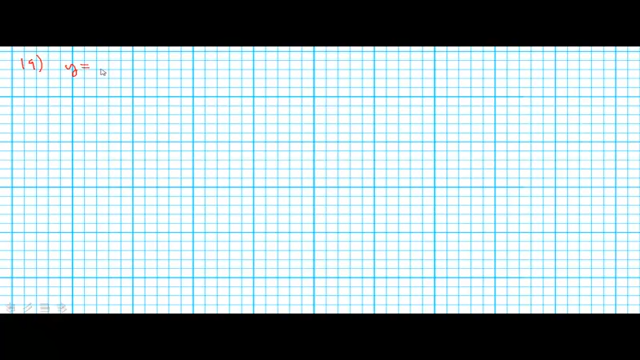 19) y =